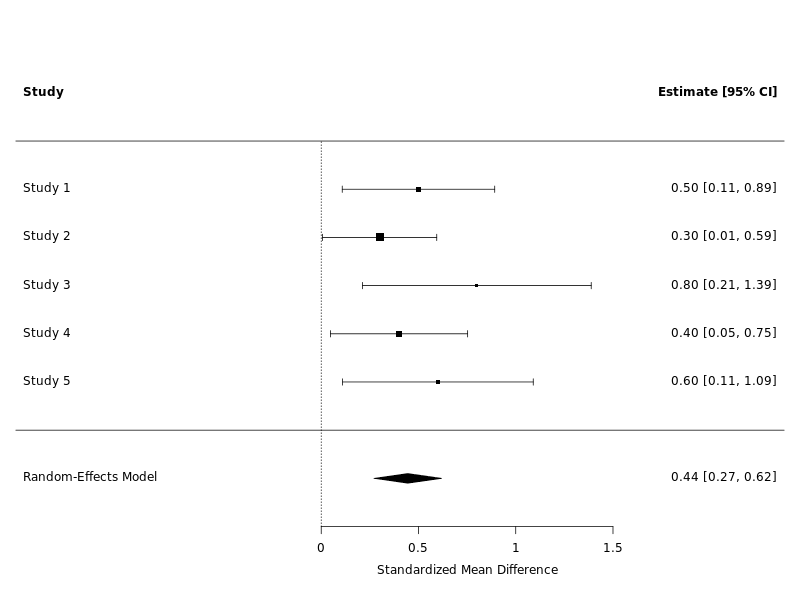 Study Estimate [95% CI]
Study 1 0.50 [0.11, 0.89]
Study 2 0.30 [0.01, 0.59]
Study 3 0.80 [0.21, 1.39]
Study 4 0.40 [0.05, 0.75]
Study 5 0.60 [0.11, 1.09]
Random-Effects Model 0.44 [0.27, 0.62]
0 0.5 1 1.5
Standardized Mean Difference